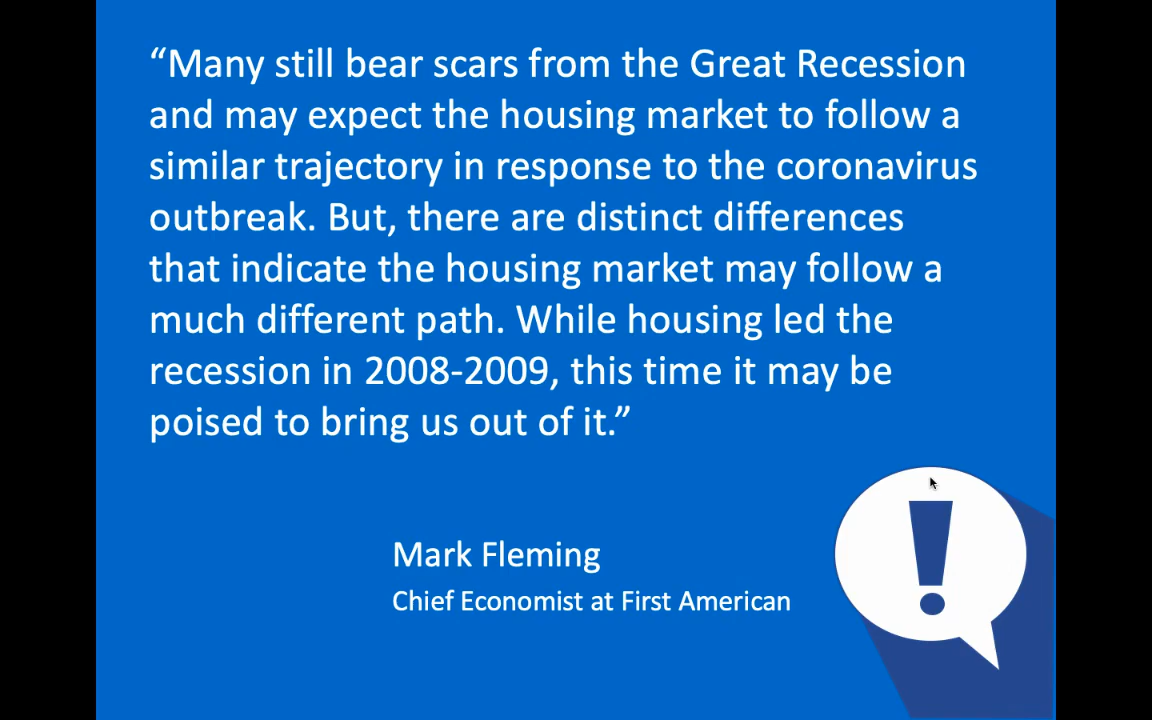 “Many still bear scars from the Great Recession
and may expect the housing market to follow a
similar trajectory in response to the coronavirus
outbreak. But, there are distinct differences
that indicate the housing market may follow a
much different path. While housing led the
recession in 2008-2009, this time it may be
poised to bring us out of it.”
Mark Fleming
Chief Economist at First American
!